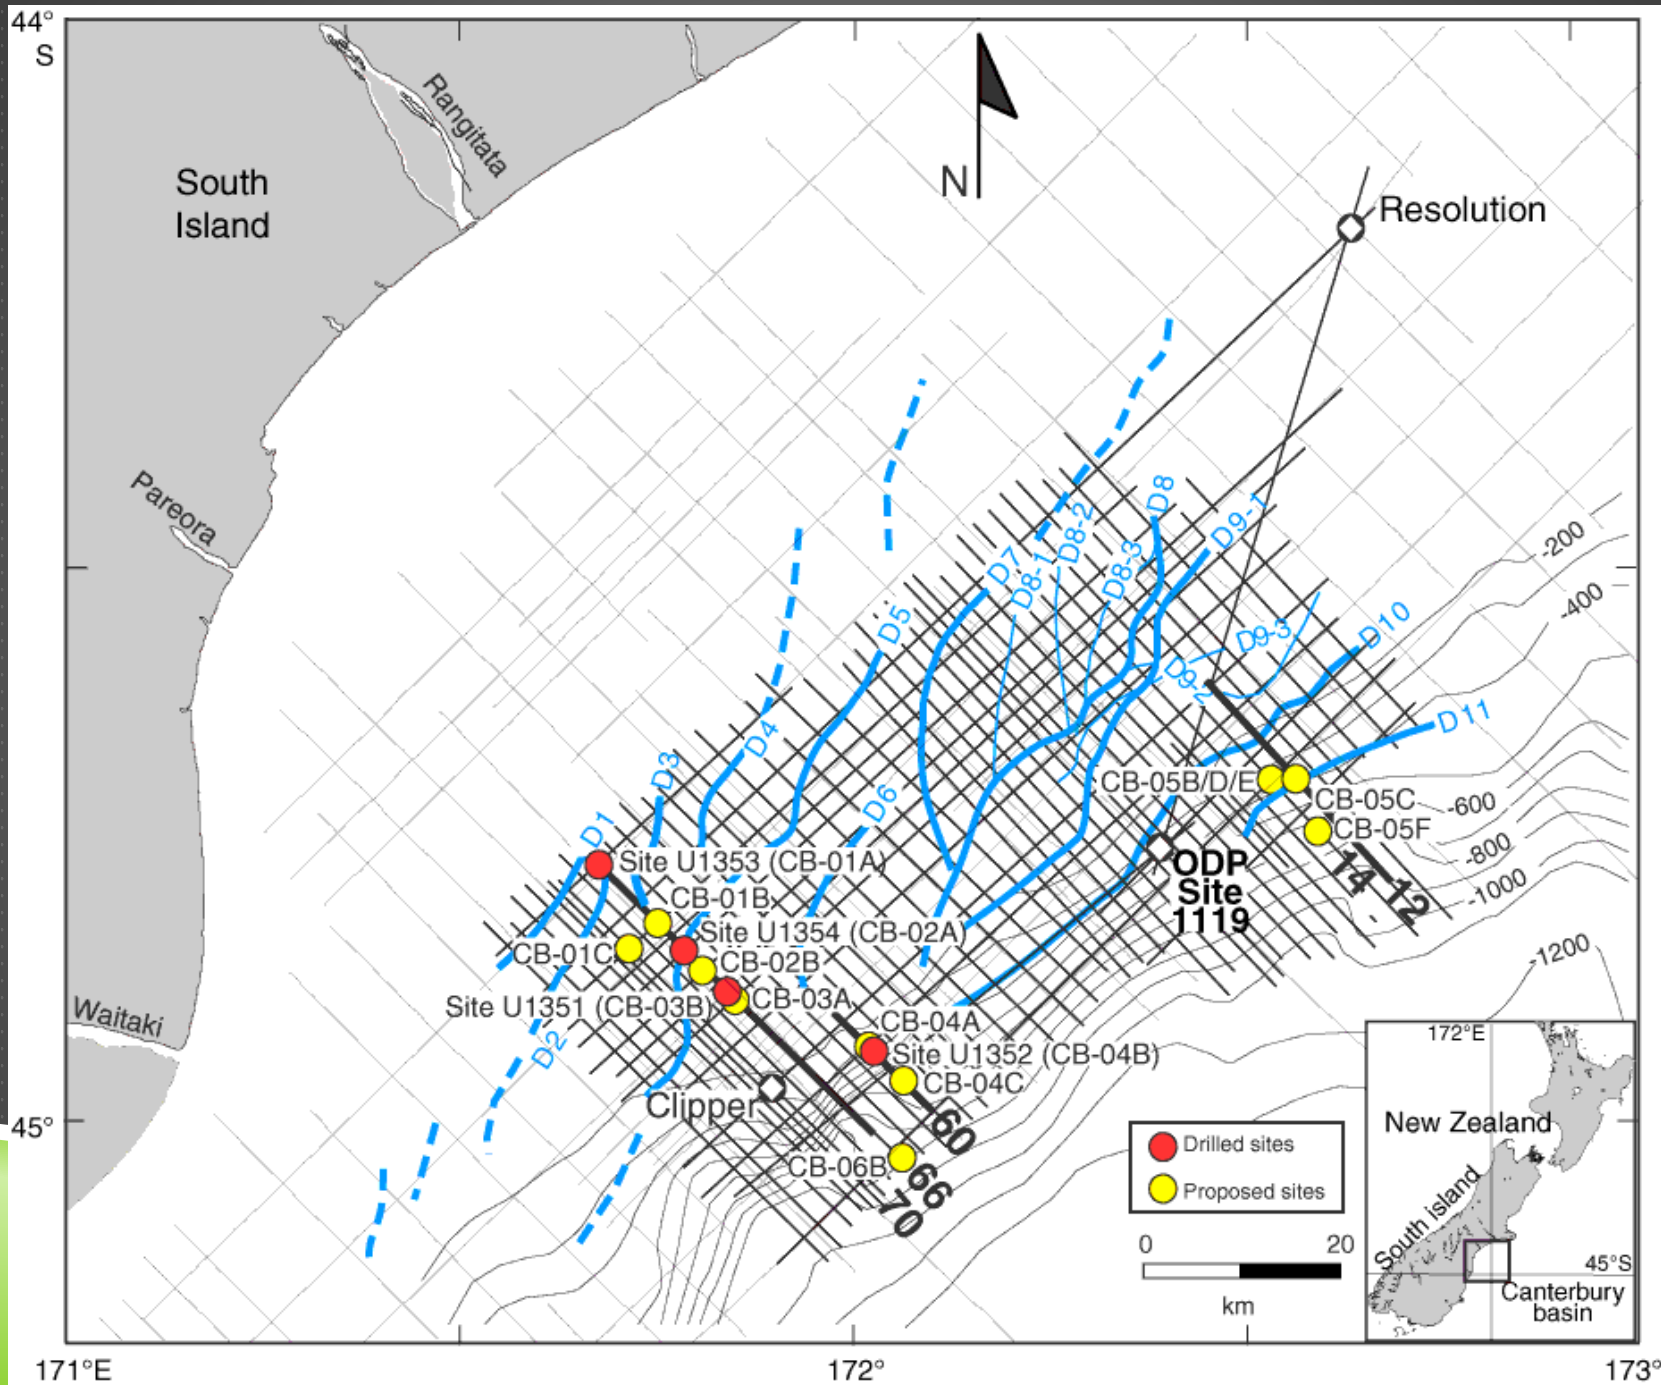 44°
S
Rangitata
South
Island
N
Resolution
Pareora
D8
D9-1
D8-2
D8-3
D7
D8-1
-200
-400
D5
D9-3
D10
D9-2
D11
D4
D3
D6
D1
CB-05B/D/E
CB-05C
CB-05F
-600
-800
-1000
-1200
ODP
Site
1119
14
12
Site U1353 (CB-01A)
CB-01B
Site U1354 (CB-02A)
CB-01C
CB-02B
Site U1351 (CB-03B)
CB-03A
Waitaki
D2
CB-04A
Site U1352 (CB-04B)
CB-04C
Clipper
60
CB-06B
66
70
45°
Drilled sites
Proposed sites
0 20
km
172°E
New Zealand
South island
45°S
Canterbury
basin
171°E
172°
173°